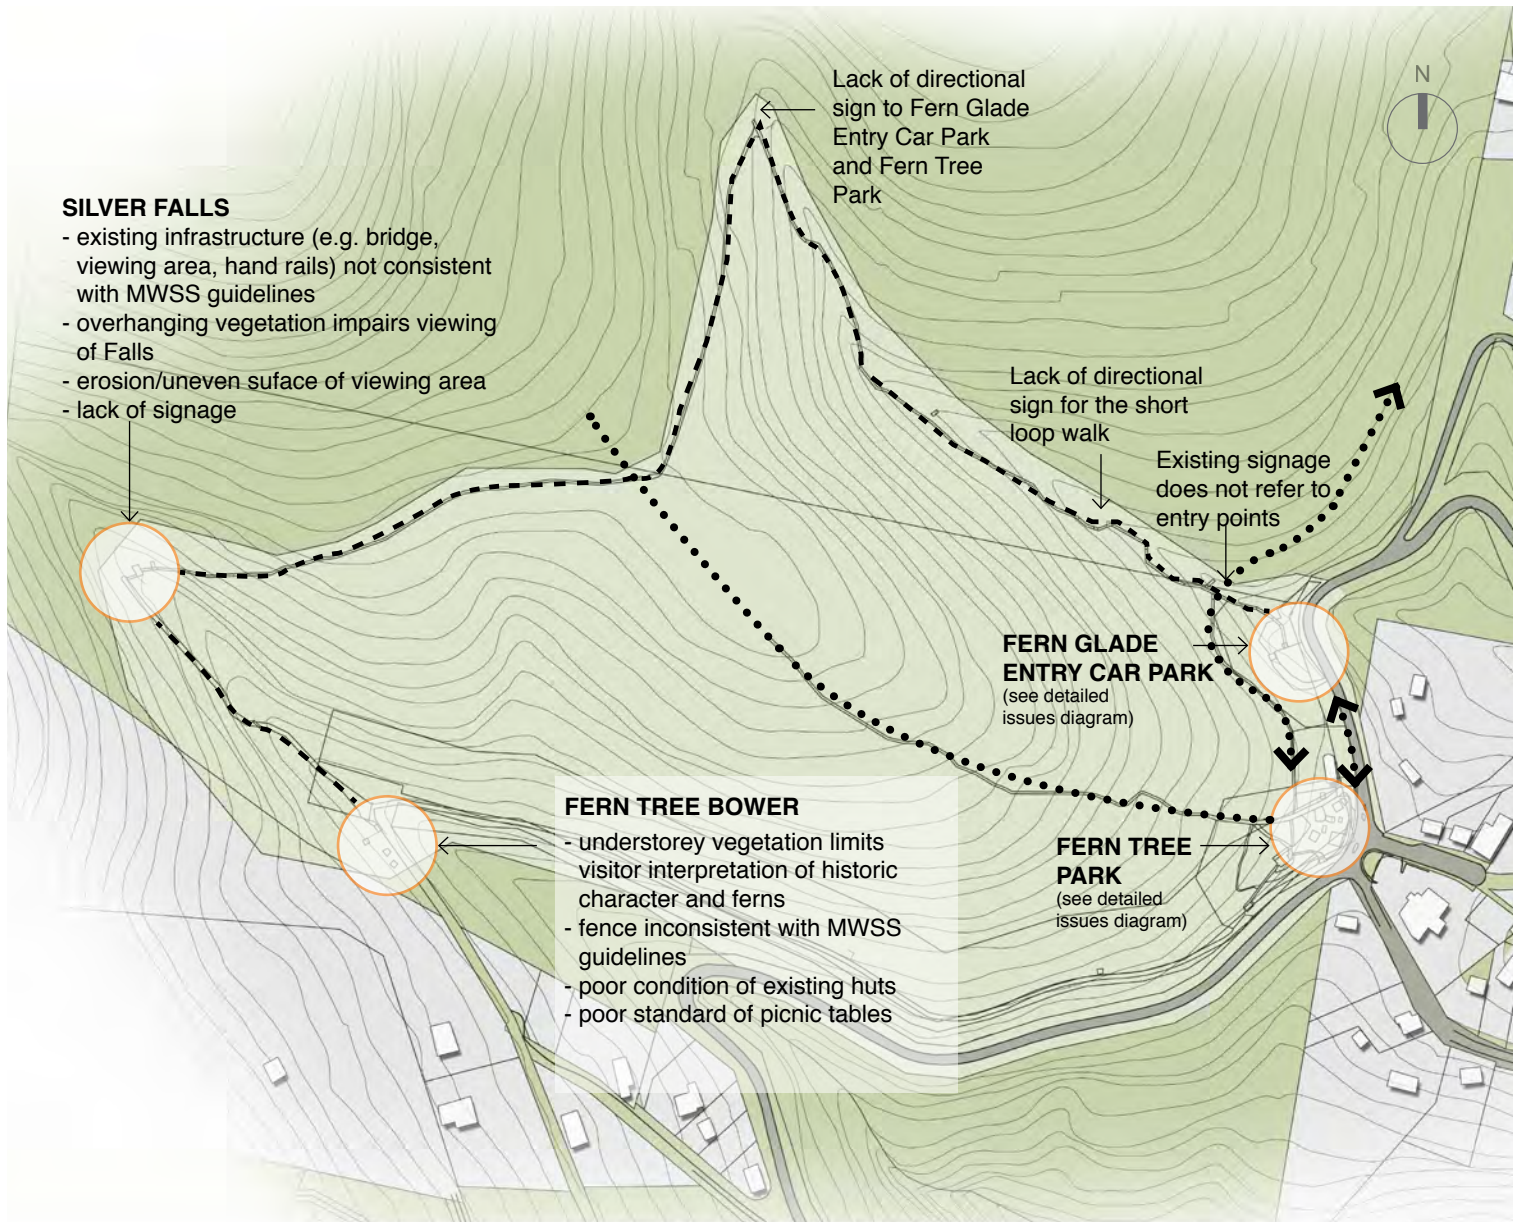 N
Lack of directional
sign to Fern Glade
Entry Car Park
and Fern Tree
Park
SILVER FALLS
- existing infrastructure (e.g. bridge,
viewing area, hand rails) not consistent
with MWSS guidelines
- overhanging vegetation impairs viewing
of Falls
- erosion/uneven suface of viewing area
- lack of signage
Lack of directional
sign for the short
loop walk
Existing signage
does not refer to
entry points
FERN GLADE
ENTRY CAR PARK
(see detailed
issues diagram)
FERN TREE BOWER
- understorey vegetation limits
visitor interpretation of historic
character and ferns
- fence inconsistent with MWSS
guidelines
- poor condition of existing huts
- poor standard of picnic tables
FERN TREE
PARK
(see detailed
issues diagram)